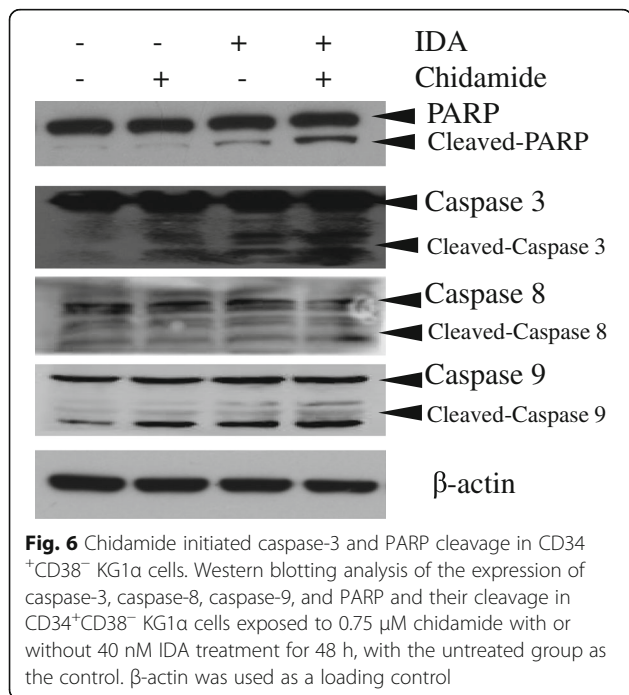 - - + + IDA
- + - + Chidamide
PARP
Cleaved-PARP
Caspase 3
Cleaved-Caspase 3
Caspase 8
Cleaved-Caspase 8
Caspase 9
Cleaved-Caspase 9
β-actin
Fig. 6 Chidamide initiated caspase-3 and PARP cleavage in CD34
⁺CD38⁻ KG1α cells. Western blotting analysis of the expression of
caspase-3, caspase-8, caspase-9, and PARP and their cleavage in
CD34⁺CD38⁻ KG1α cells exposed to 0.75 μM chidamide with or
without 40 nM IDA treatment for 48 h, with the untreated group as
the control. β-actin was used as a loading control